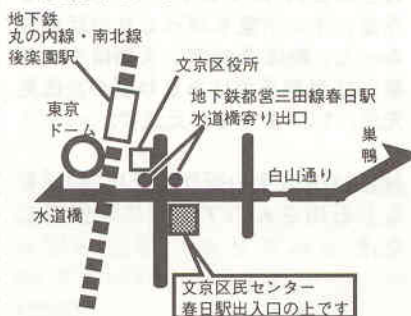 地下鉄
丸の内線・南北線
後楽園駅
文京区役所
地下鉄都営三田線春日駅
水道橋寄り出口
東京
ドーム
巣鴨
白山通り
水道橋
文京区民センター
春日駅出入口の上です